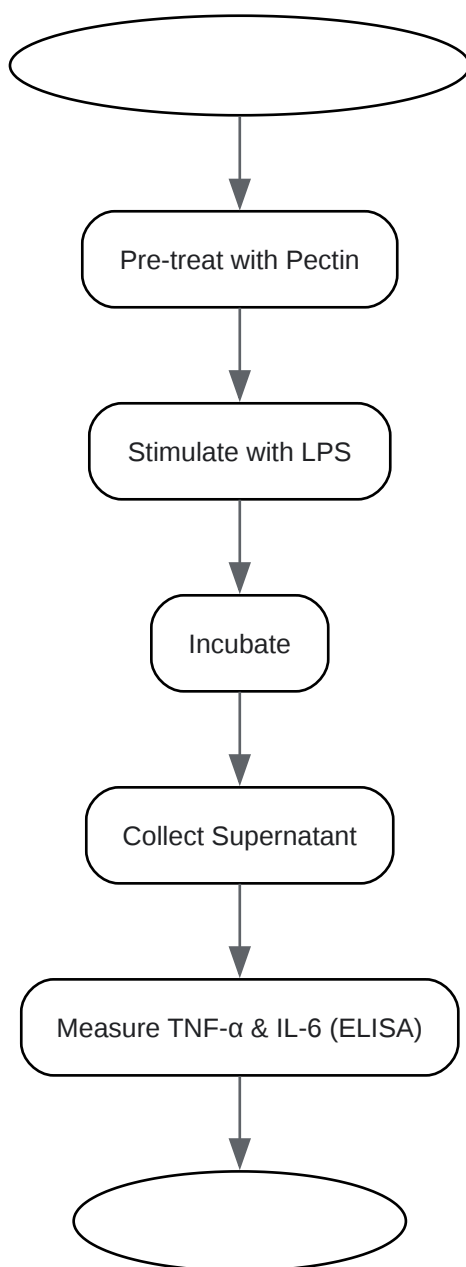 Pre-treat with Pectin
Stimulate with LPS
Incubate
Collect Supernatant
Measure TNF-α & IL-6 (ELISA)